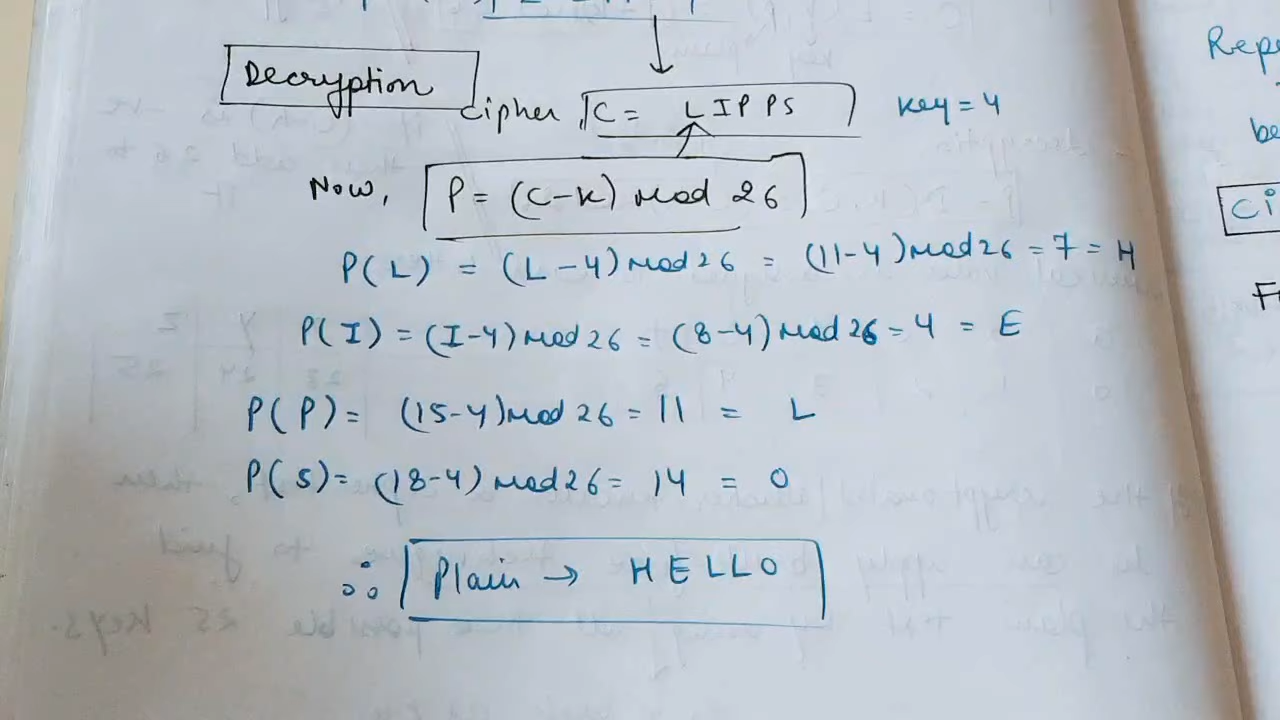 Decryption
Cipher, C = LIPPS key = 4
Now, P = (C-K) mod 26
P(L) = (L-4) mod 26 = (11-4) mod 26 = 7 = H
P(I) = (I-4) mod 26 = (8-4) mod 26 = 4 = E
P(P) = (15-4) mod 26 = 11 = L
P(S) = (18-4) mod 26 = 14 = O
∴ Plain → HELLO